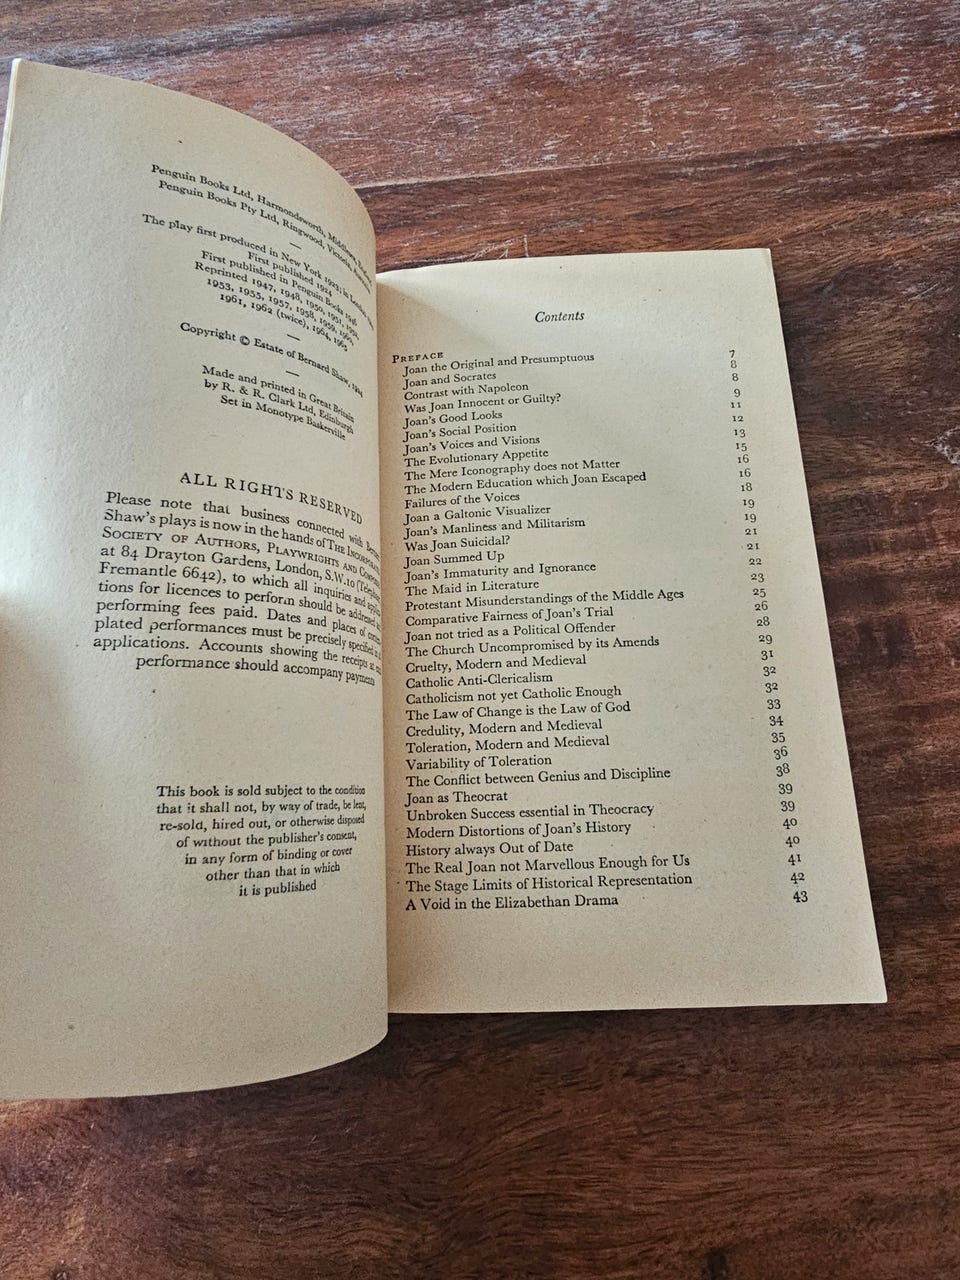 Penguin Books Ltd, Harmondsworth, Middlesex,
Penguin Books Pty Ltd, Ringwood, Victoria,
The play first produced in New York 1923; in London
First published 1924
First published in Penguin Books 1946
Reprinted 1947, 1948, 1950, 1951, 1952,
1953, 1955, 1957, 1958, 1959, 1960,
1961, 1962 (twice), 1964, 1965
Copyright © Estate of Bernard Shaw, 1924
Made and printed in Great Britain
by R. & R. Clark Ltd, Edinburgh
Set in Monotype Baskerville
ALL RIGHTS RESERVED
Please note that business connected with
Shaw's plays is now in the hands of THE
SOCIETY OF AUTHORS, PLAYWRIGHTS AND
at 84 Drayton Gardens, London, S.W.10
Fremantle 6642), to which all inquiries and
tions for licences to perform should be addressed
performing fees paid. Dates and places of
plated performances must be precisely specified
applications. Accounts showing the receipts
performance should accompany payments
This book is sold subject to the condition
that it shall not, by way of trade, be lent,
re-sold, hired out, or otherwise disposed
of without the publisher's consent,
in any form of binding or cover
other than that in which
it is published
Contents
PREFACE
Joan the Original and Presumptuous 7
Joan and Socrates 8
Contrast with Napoleon 8
Was Joan Innocent or Guilty? 9
Joan's Good Looks 11
Joan's Social Position 12
Joan's Voices and Visions 13
The Evolutionary Appetite 15
The Mere Iconography does not Matter 16
The Modern Education which Joan Escaped 16
Failures of the Voices 18
Joan a Galtonic Visualizer 19
Joan's Manliness and Militarism 19
Was Joan Suicidal? 21
Joan Summed Up 21
Joan's Immaturity and Ignorance 22
The Maid in Literature 23
Protestant Misunderstandings of the Middle Ages 25
Comparative Fairness of Joan's Trial 26
Joan not tried as a Political Offender 28
The Church Uncompromised by its Amends 29
Cruelty, Modern and Medieval 31
Catholic Anti-Clericalism 32
Catholicism not yet Catholic Enough 32
The Law of Change is the Law of God 33
Credulity, Modern and Medieval 34
Toleration, Modern and Medieval 35
Variability of Toleration 36
The Conflict between Genius and Discipline 38
Joan as Theocrat 39
Unbroken Success essential in Theocracy 39
Modern Distortions of Joan's History 40
History always Out of Date 40
The Real Joan not Marvellous Enough for Us 41
The Stage Limits of Historical Representation 42
A Void in the Elizabethan Drama 43